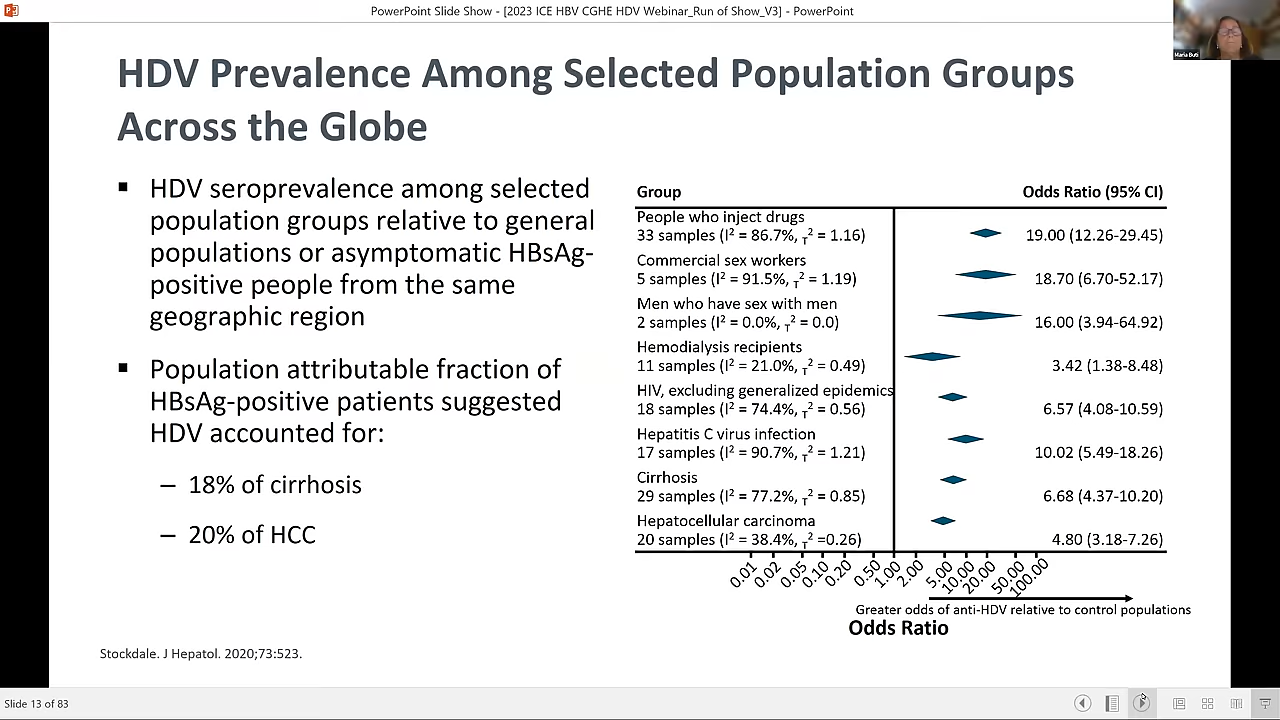 PowerPoint Slide Show - [2023 ICE HBV CGHE HDV Webinar_Run of Show_V3] - PowerPoint
Maria Buti
HDV Prevalence Among Selected Population Groups
Across the Globe
▪ HDV seroprevalence among selected
population groups relative to general
populations or asymptomatic HBsAg-
positive people from the same
geographic region
▪ Population attributable fraction of
HBsAg-positive patients suggested
HDV accounted for:
– 18% of cirrhosis
– 20% of HCC
Group Odds Ratio (95% CI)
People who inject drugs
33 samples (I² = 86.7%, τ² = 1.16) 19.00 (12.26-29.45)
Commercial sex workers
5 samples (I² = 91.5%, τ² = 1.19) 18.70 (6.70-52.17)
Men who have sex with men
2 samples (I² = 0.0%, τ² = 0.0) 16.00 (3.94-64.92)
Hemodialysis recipients
11 samples (I² = 21.0%, τ² = 0.49) 3.42 (1.38-8.48)
HIV, excluding generalized epidemics
18 samples (I² = 74.4%, τ² = 0.56) 6.57 (4.08-10.59)
Hepatitis C virus infection
17 samples (I² = 90.7%, τ² = 1.21) 10.02 (5.49-18.26)
Cirrhosis
29 samples (I² = 77.2%, τ² = 0.85) 6.68 (4.37-10.20)
Hepatocellular carcinoma
20 samples (I² = 38.4%, τ² =0.26) 4.80 (3.18-7.26)
0.01 0.02 0.05 0.10 0.20 0.50 1.00 2.00 5.00 10.00 20.00 50.00 100.00
Greater odds of anti-HDV relative to control populations
Odds Ratio
Stockdale. J Hepatol. 2020;73:523.
Slide 13 of 83